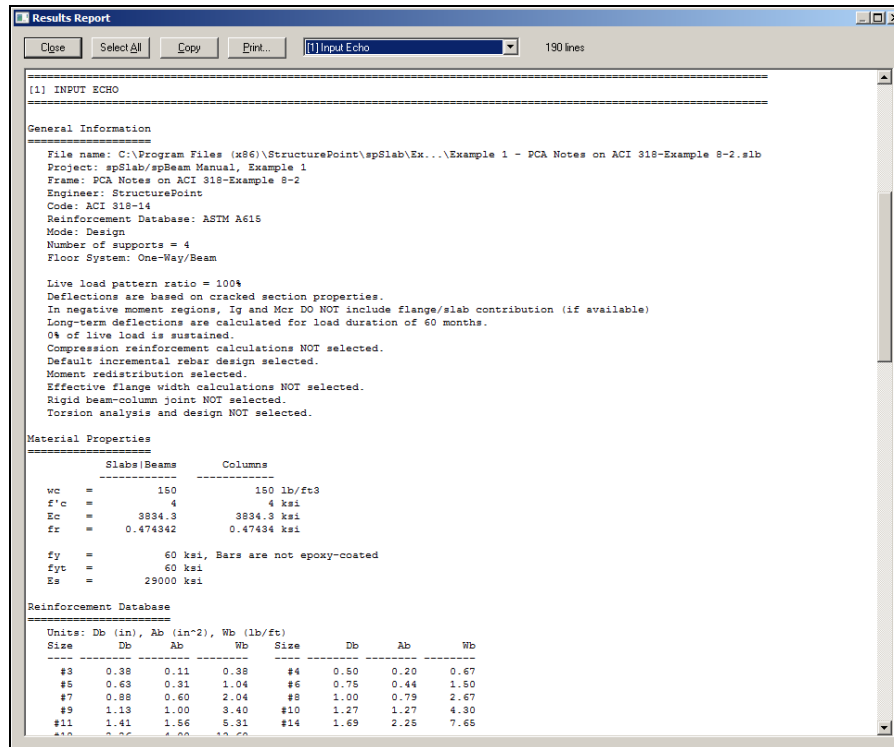 Results Report
Close Select All Copy Print... [1] Input Echo 190 lines
[1] INPUT ECHO
General Information
File name: C:\Program Files (x86)\StructurePoint\spSlab\Ex...\Example 1 - PCA Notes on ACI 318-Example 8-2.slb
Project: spSlab/spBeam Manual, Example 1
Frame: PCA Notes on ACI 318-Example 8-2
Engineer: StructurePoint
Code: ACI 318-14
Reinforcement Database: ASTM A615
Mode: Design
Number of supports = 4
Floor System: One-Way/Beam
Live load pattern ratio = 100%
Deflections are based on cracked section properties.
In negative moment regions, Ig and Mcr DO NOT include flange/slab contribution (if available)
Long-term deflections are calculated for load duration of 60 months.
0% of live load is sustained.
Compression reinforcement calculations NOT selected.
Default incremental rebar design selected.
Moment redistribution selected.
Effective flange width calculations NOT selected.
Rigid beam-column joint NOT selected.
Torsion analysis and design NOT selected.
Material Properties
Slabs|Beams Columns
wc = 150 150 lb/ft3
f'c = 4 4 ksi
Ec = 3834.3 3834.3 ksi
fr = 0.474342 0.47434 ksi
fy = 60 ksi, Bars are not epoxy-coated
fyt = 60 ksi
Es = 29000 ksi
Reinforcement Database
Units: Db (in), Ab (in^2), Wb (lb/ft)
Size Db Ab Wb Size Db Ab Wb
#3 0.38 0.11 0.38 #4 0.50 0.20 0.67
#5 0.63 0.31 1.04 #6 0.75 0.44 1.50
#7 0.88 0.60 2.04 #8 1.00 0.79 2.67
#9 1.13 1.00 3.40 #10 1.27 1.27 4.30
#11 1.41 1.56 5.31 #14 1.69 2.25 7.65